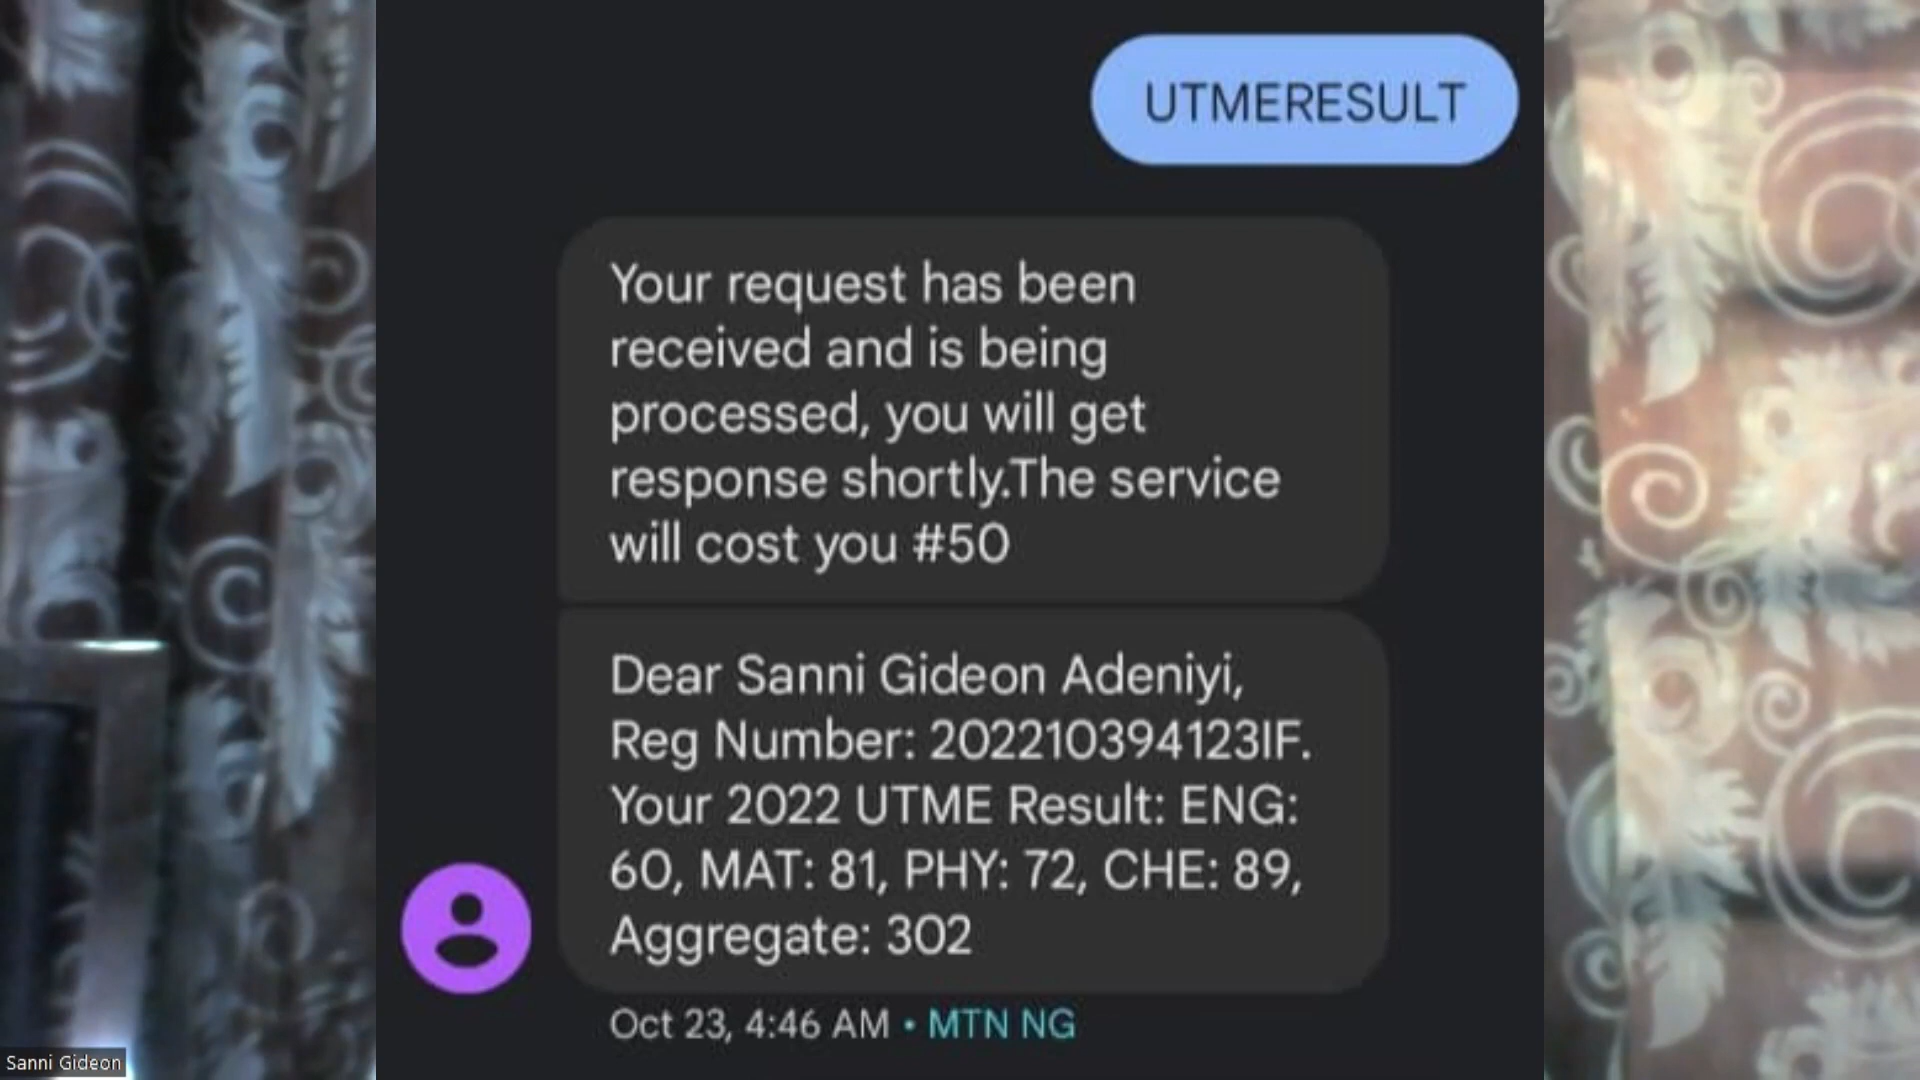 UTMERESULT
Your request has been
received and is being
processed, you will get
response shortly.The service
will cost you #50
Dear Sanni Gideon Adeniyi,
Reg Number: 202210394123IF.
Your 2022 UTME Result: ENG:
60, MAT: 81, PHY: 72, CHE: 89,
Aggregate: 302
Oct 23, 4:46 AM • MTN NG
Sanni Gideon